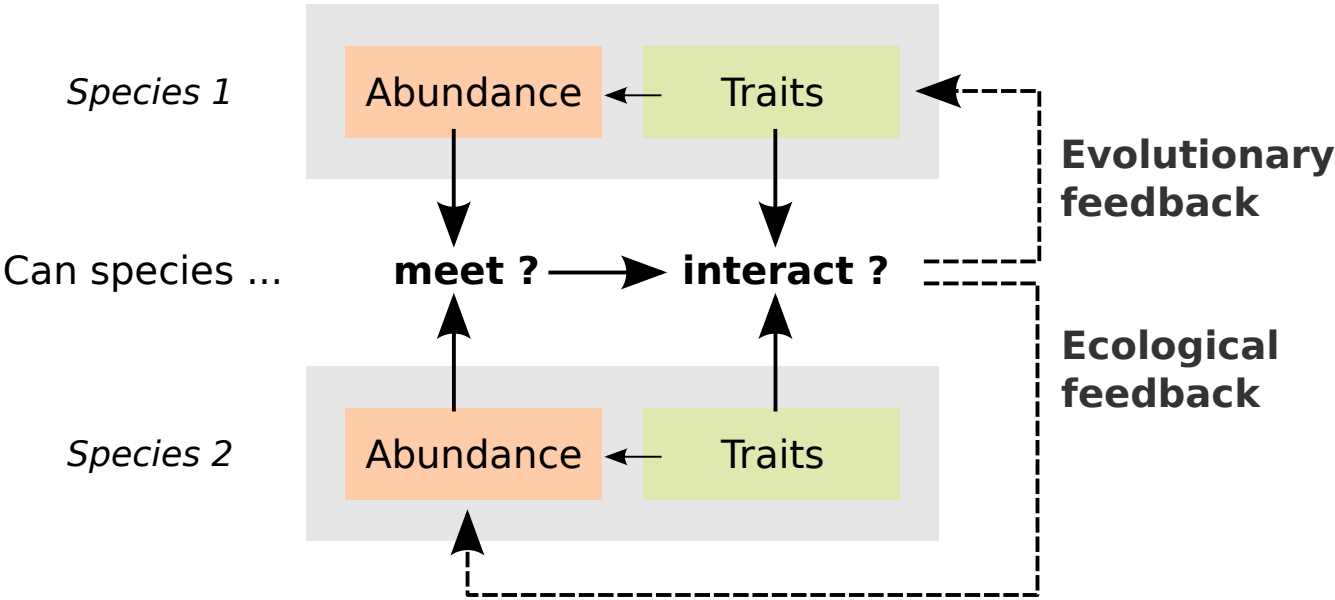 Species 1
Abundance
Traits
Evolutionary
feedback
Can species ...
meet ?
interact ?
Ecological
feedback
Species 2
Abundance
Traits